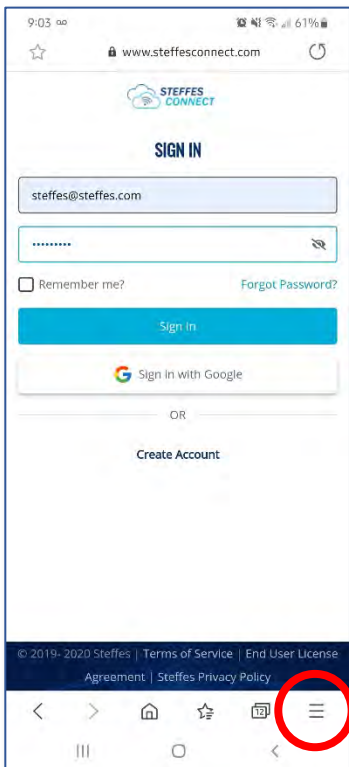 9:03
61%
www.steffesconnect.com
STEFFES
CONNECT
SIGN IN
steffes@steffes.com
•••••••••
Remember me?
Forgot Password?
Sign In
G Sign in with Google
OR
Create Account
© 2019- 2020 Steffes | Terms of Service | End User License
Agreement | Steffes Privacy Policy
12